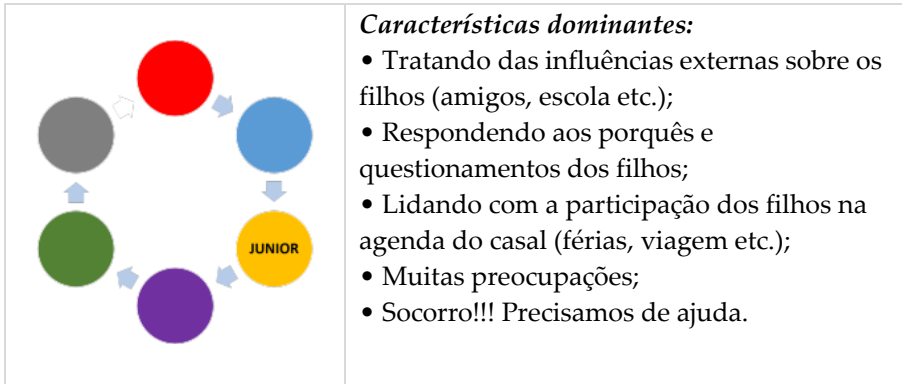 JUNIOR
Características dominantes:
• Tratando das influências externas sobre os
filhos (amigos, escola etc.);
• Respondendo aos porquês e
questionamentos dos filhos;
• Lidando com a participação dos filhos na
agenda do casal (férias, viagem etc.);
• Muitas preocupações;
• Socorro!!! Precisamos de ajuda.